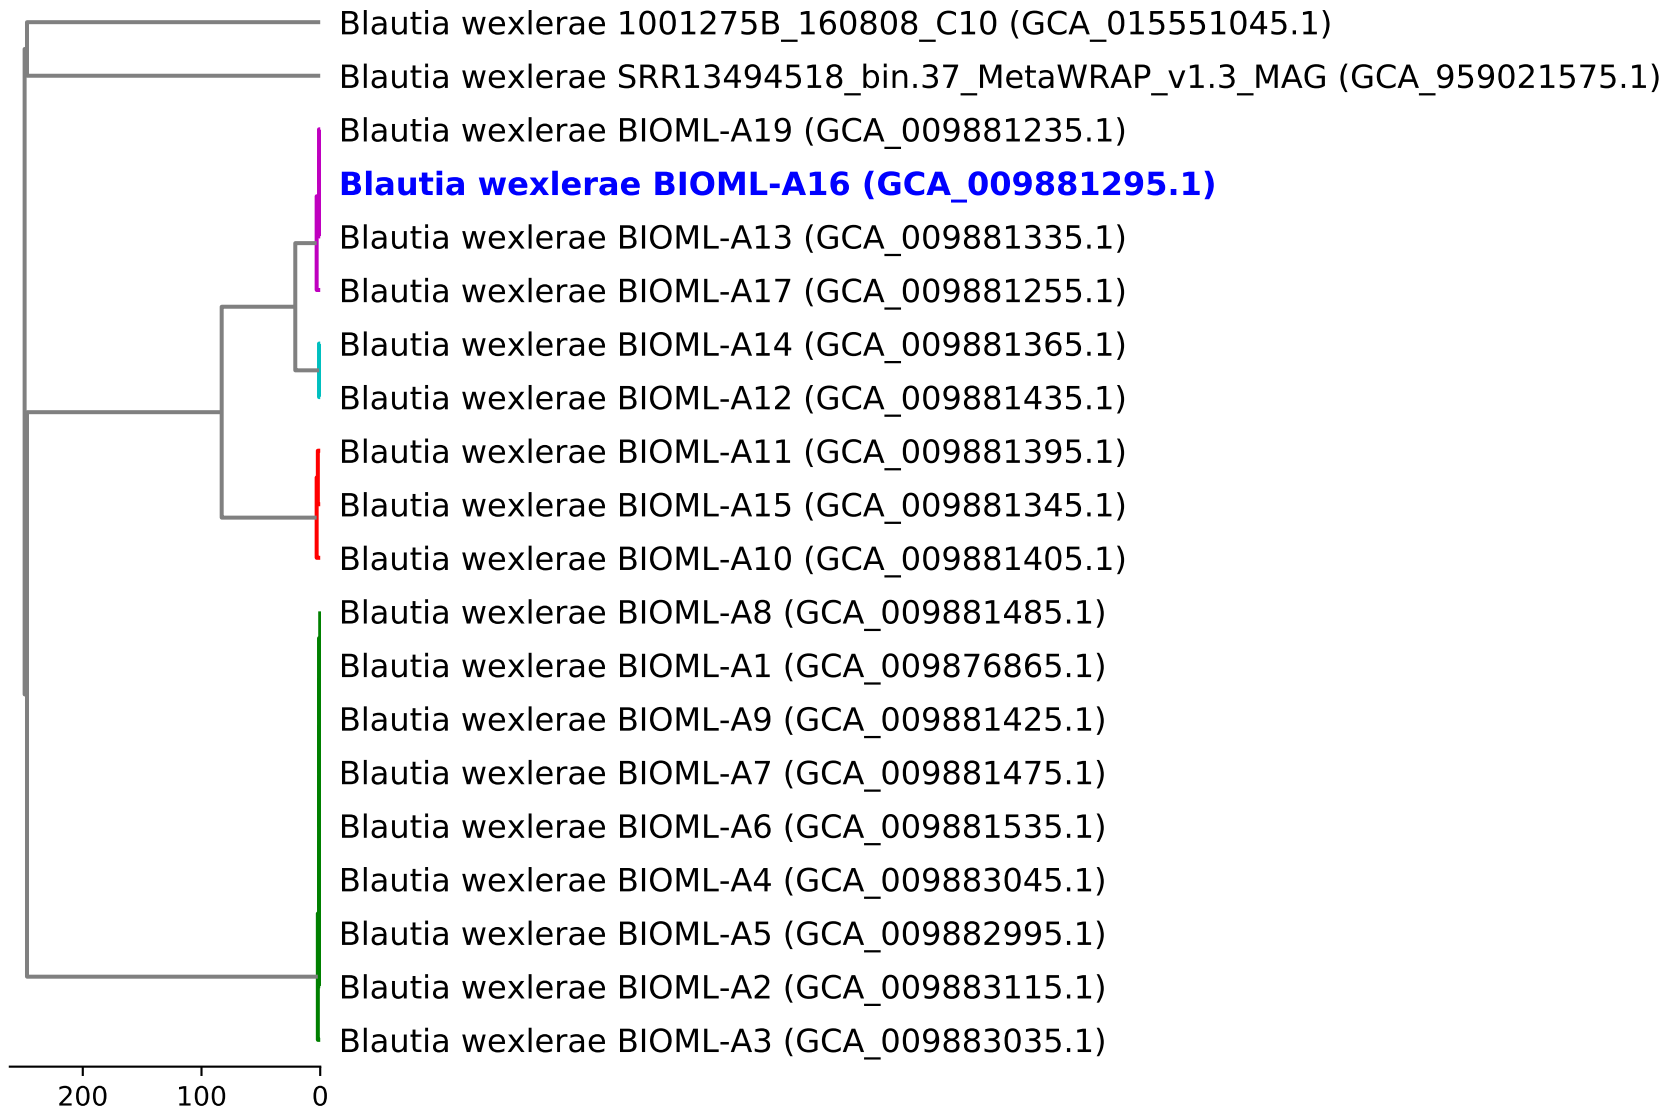 Blautia wexlerae 1001275B_160808_C10 (GCA_015551045.1)
Blautia wexlerae SRR13494518_bin.37_MetaWRAP_v1.3_MAG (GCA_959021575.1)
Blautia wexlerae BIOML-A19 (GCA_009881235.1)
Blautia wexlerae BIOML-A16 (GCA_009881295.1)
Blautia wexlerae BIOML-A13 (GCA_009881335.1)
Blautia wexlerae BIOML-A17 (GCA_009881255.1)
Blautia wexlerae BIOML-A14 (GCA_009881365.1)
Blautia wexlerae BIOML-A12 (GCA_009881435.1)
Blautia wexlerae BIOML-A11 (GCA_009881395.1)
Blautia wexlerae BIOML-A15 (GCA_009881345.1)
Blautia wexlerae BIOML-A10 (GCA_009881405.1)
Blautia wexlerae BIOML-A8 (GCA_009881485.1)
Blautia wexlerae BIOML-A1 (GCA_009876865.1)
Blautia wexlerae BIOML-A9 (GCA_009881425.1)
Blautia wexlerae BIOML-A7 (GCA_009881475.1)
Blautia wexlerae BIOML-A6 (GCA_009881535.1)
Blautia wexlerae BIOML-A4 (GCA_009883045.1)
Blautia wexlerae BIOML-A5 (GCA_009882995.1)
Blautia wexlerae BIOML-A2 (GCA_009883115.1)
Blautia wexlerae BIOML-A3 (GCA_009883035.1)
200 100 0